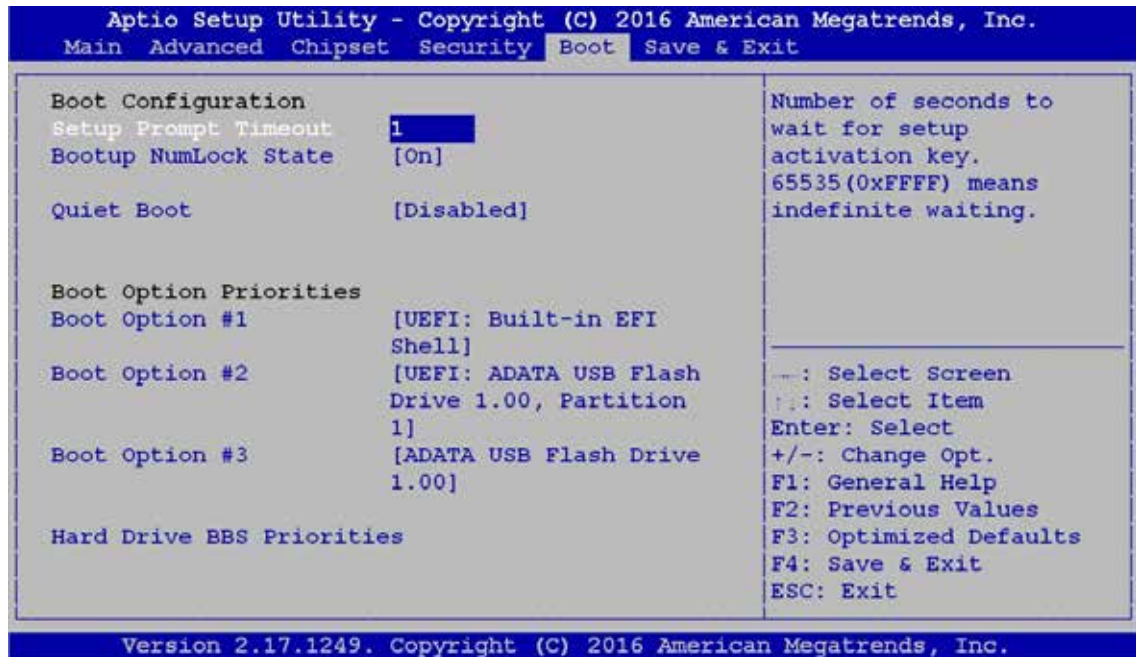 Aptio Setup Utility - Copyright (C) 2016 American Megatrends, Inc.
Main Advanced Chipset Security Boot Save & Exit
Boot Configuration
Setup Prompt Timeout 1
Bootup NumLock State [On]
Quiet Boot [Disabled]
Boot Option Priorities
Boot Option #1 [UEFI: Built-in EFI
Shell]
Boot Option #2 [UEFI: ADATA USB Flash
Drive 1.00, Partition
1]
Boot Option #3 [ADATA USB Flash Drive
1.00]
Hard Drive BBS Priorities
Number of seconds to
wait for setup
activation key.
65535(0xFFFF) means
indefinite waiting.
→←: Select Screen
↑↓: Select Item
Enter: Select
+/-: Change Opt.
F1: General Help
F2: Previous Values
F3: Optimized Defaults
F4: Save & Exit
ESC: Exit
Version 2.17.1249. Copyright (C) 2016 American Megatrends, Inc.